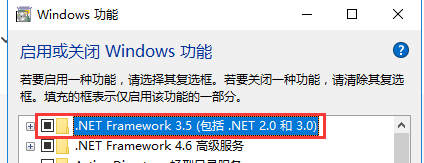 Windows 功能
启用或关闭 Windows 功能
若要启用一种功能，请选择其复选框。若要关闭一种功能，请清除其复选
框。填充的框表示仅启用该功能的一部分。
.NET Framework 3.5 (包括 .NET 2.0 和 3.0)
.NET Framework 4.6 高级服务